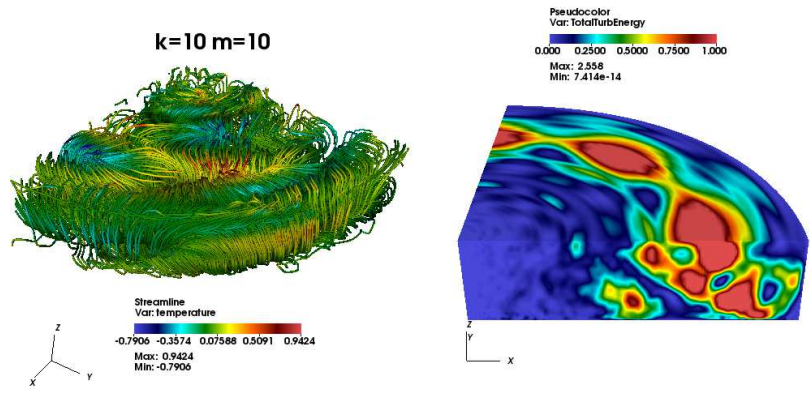 k=10 m=10
Streamline
Var: temperature
-0.7906 -0.3574 0.07588 0.5091 0.9424
Max: 0.9424
Min: -0.7906
Z
X
Y
Pseudocolor
Var: TotalTurbEnergy
0.000 0.2500 0.5000 0.7500 1.000
Max: 2.558
Min: 7.414e-14
Z
Y
X